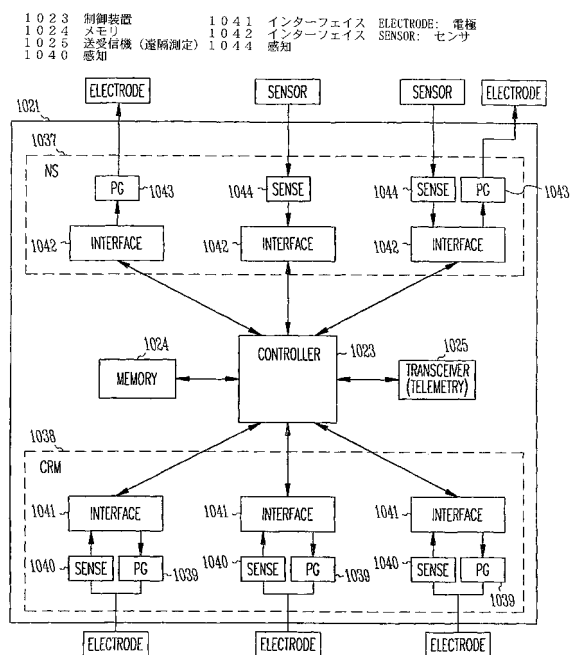 1023 制御装置
1024 メモリ
1025 送受信機（遠隔測定）
1040 感知
1041 インターフェイス
1042 インターフェイス
1044 感知
ELECTRODE: 電極
SENSOR: センサ
ELECTRODE
SENSOR
SENSOR
ELECTRODE
1021
1037
NS
PG
1043
1044
SENSE
1044
SENSE
PG
1043
1042
INTERFACE
1042
INTERFACE
1042
INTERFACE
1024
MEMORY
CONTROLLER
1023
1025
TRANSCEIVER
(TELEMETRY)
1038
CRM
1041
INTERFACE
1041
INTERFACE
1041
INTERFACE
1040
SENSE
PG
1039
1040
SENSE
PG
1039
1040
SENSE
PG
1039
ELECTRODE
ELECTRODE
ELECTRODE